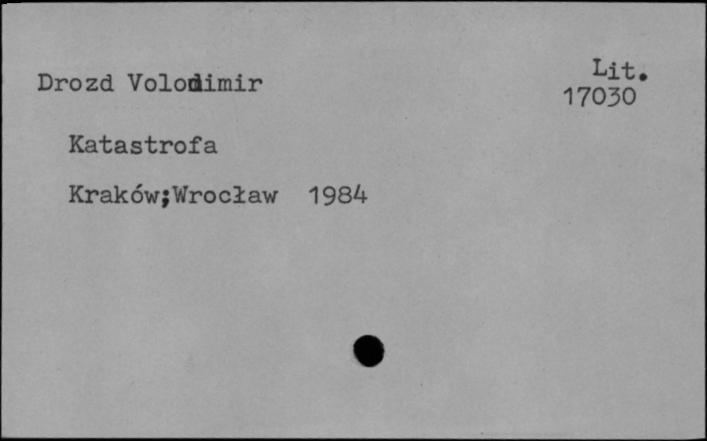 Drozd Volodimir
Lit.
17030
Katastrofa
Kraków;Wrocław 1984